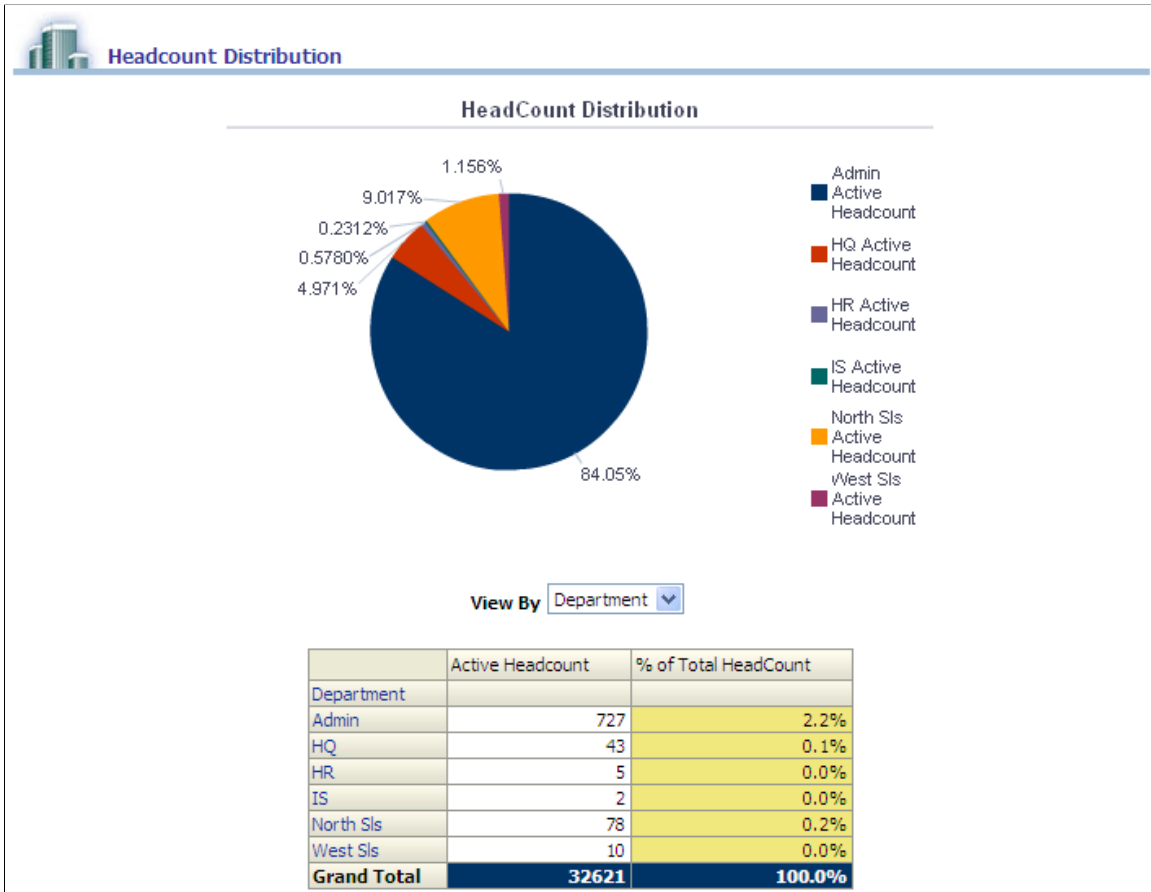 Headcount Distribution
HeadCount Distribution
1.156%
9.017%
0.2312%
0.5780%
4.971%
84.05%
Admin
Active
Headcount
HQ Active
Headcount
HR Active
Headcount
IS Active
Headcount
North Sls
Active
Headcount
West Sls
Active
Headcount
View By Department
Active Headcount % of Total HeadCount
Department
Admin 727 2.2%
HQ 43 0.1%
HR 5 0.0%
IS 2 0.0%
North Sls 78 0.2%
West Sls 10 0.0%
Grand Total 32621 100.0%